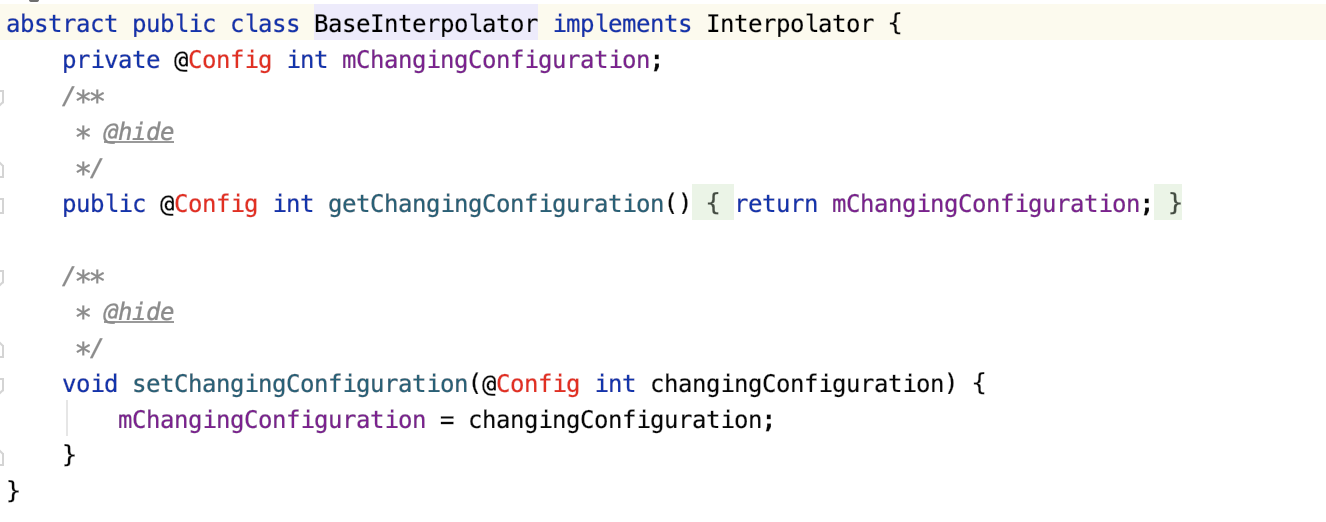 abstract public class BaseInterpolator implements Interpolator {
    private @Config int mChangingConfiguration;
    /**
     * @hide
     */
    public @Config int getChangingConfiguration() { return mChangingConfiguration; }

    /**
     * @hide
     */
    void setChangingConfiguration(@Config int changingConfiguration) {
        mChangingConfiguration = changingConfiguration;
    }
}